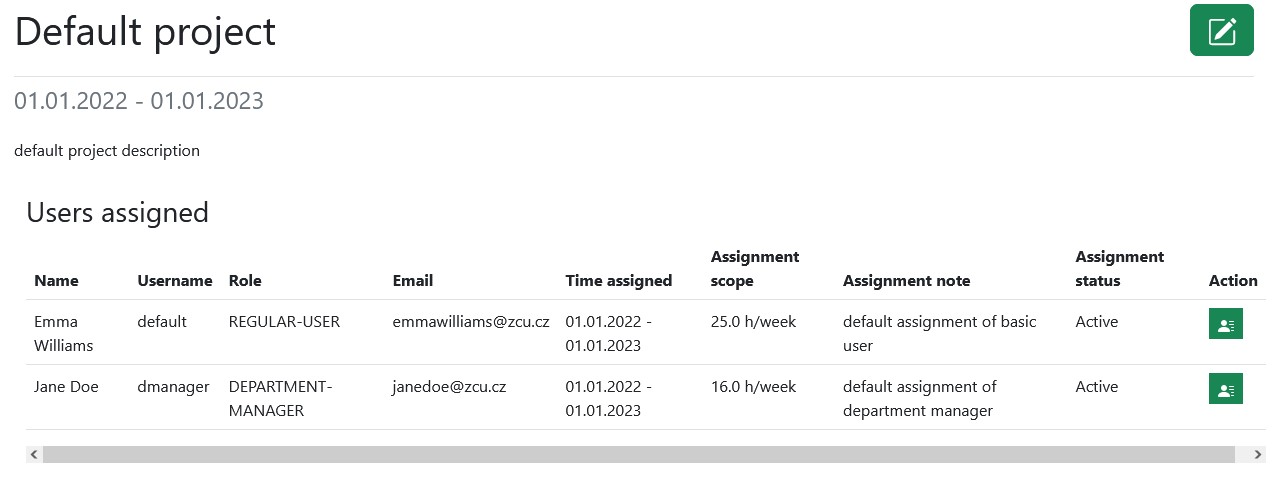 Default project
01.01.2022 - 01.01.2023
default project description
Users assigned
Name Username Role Email Time assigned Assignment scope Assignment note Assignment status Action
Emma Williams default REGULAR-USER emmawilliams@zcu.cz 01.01.2022 - 01.01.2023 25.0 h/week default assignment of basic user Active
Jane Doe dmanager DEPARTMENT-MANAGER janedoe@zcu.cz 01.01.2022 - 01.01.2023 16.0 h/week default assignment of department manager Active